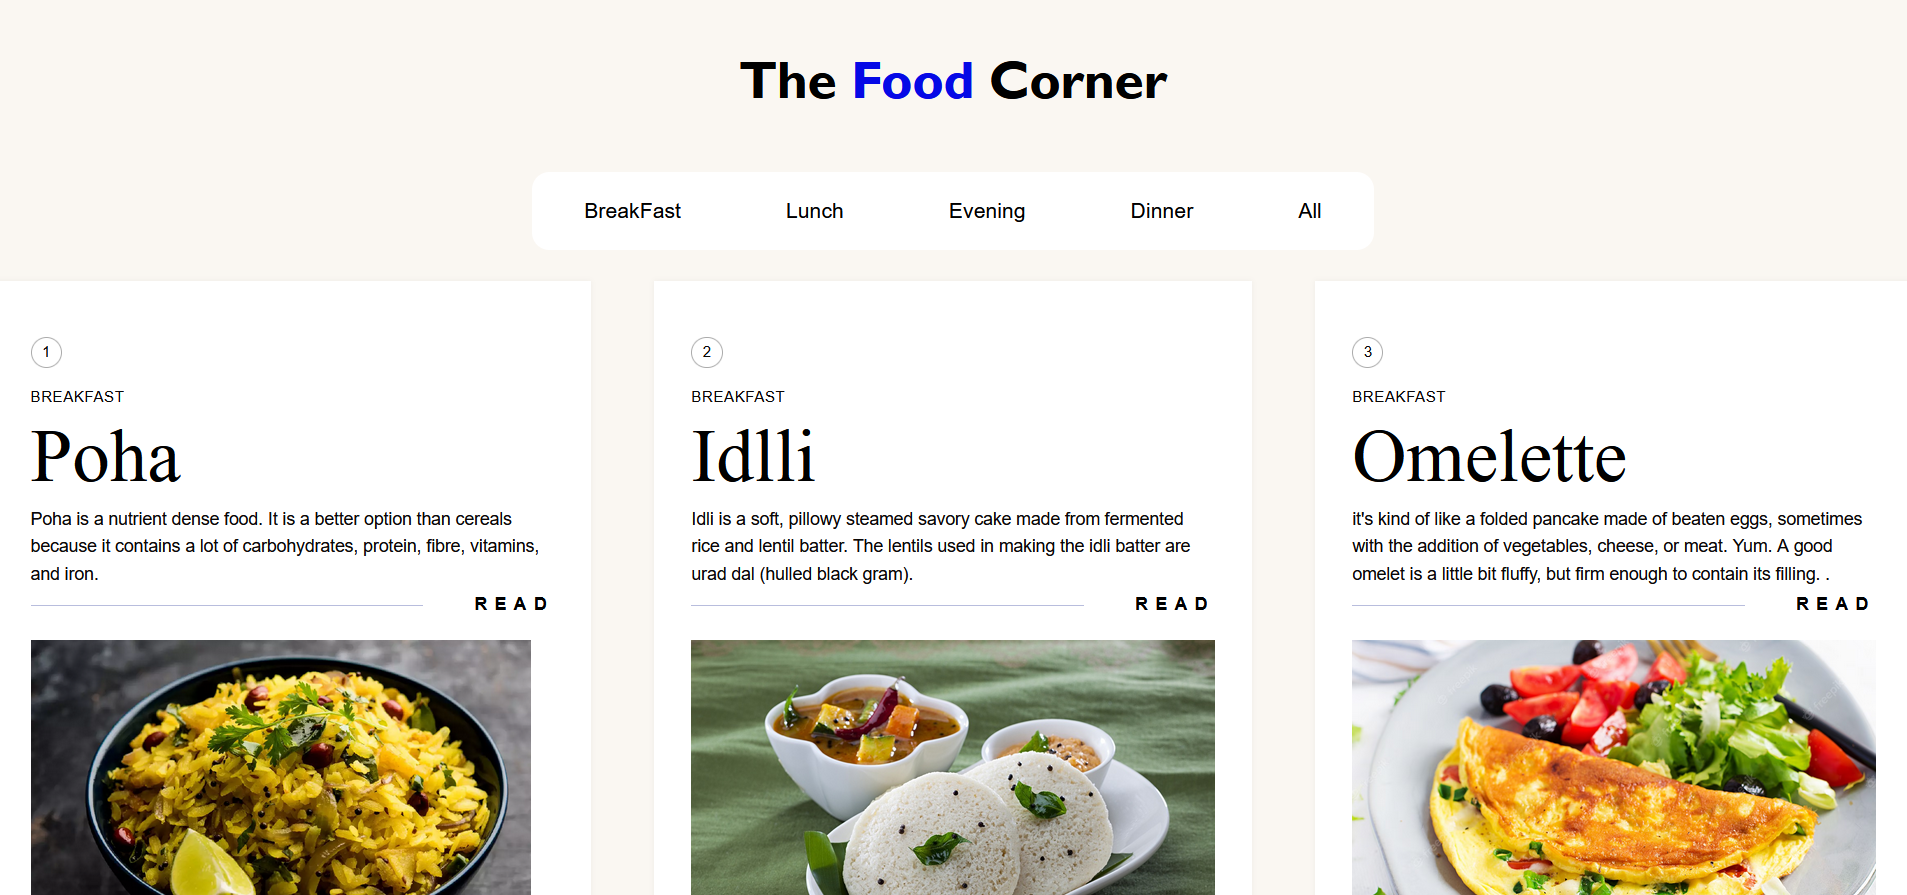 The Food Corner
BreakFast Lunch Evening Dinner All
1
BREAKFAST
Poha
Poha is a nutrient dense food. It is a better option than cereals
because it contains a lot of carbohydrates, protein, fibre, vitamins,
and iron.
READ
2
BREAKFAST
Idlli
Idli is a soft, pillowy steamed savory cake made from fermented
rice and lentil batter. The lentils used in making the idli batter are
urad dal (hulled black gram).
READ
3
BREAKFAST
Omelette
it's kind of like a folded pancake made of beaten eggs, sometimes
with the addition of vegetables, cheese, or meat. Yum. A good
omelet is a little bit fluffy, but firm enough to contain its filling. .
READ